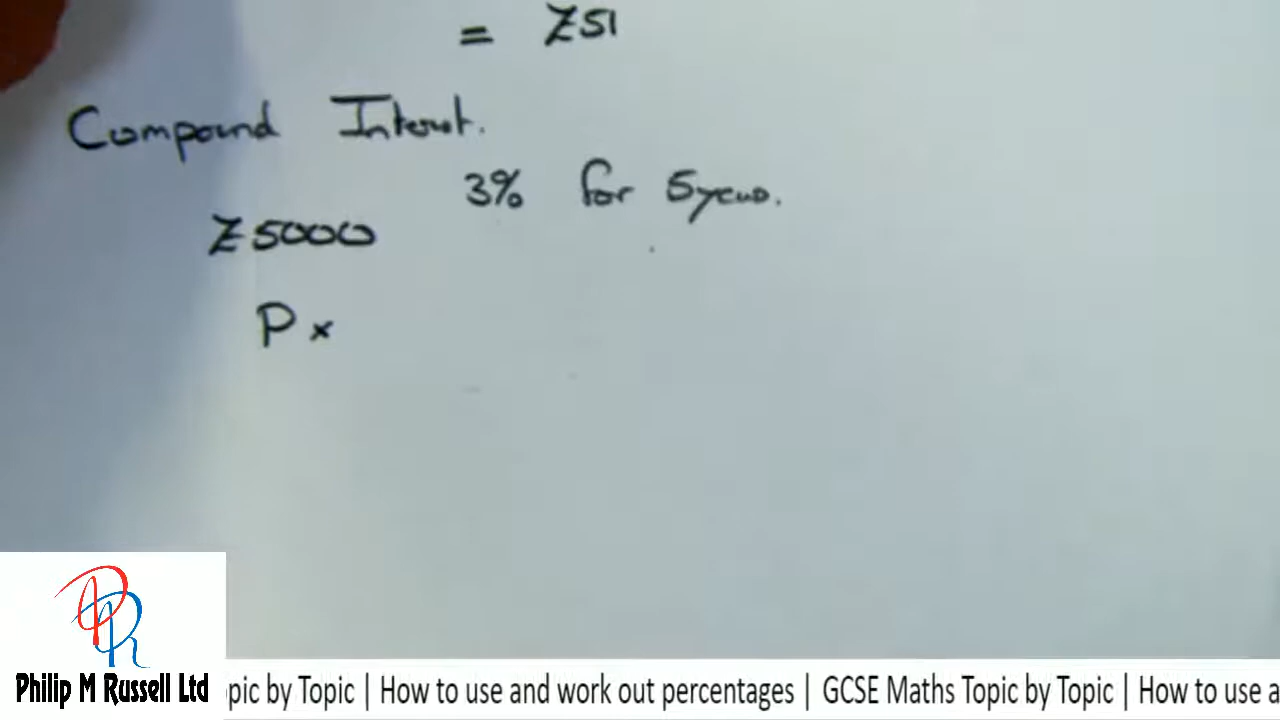 = £51
Compound Interest.
3% for 5 years.
£5000
P ×
Philip M Russell Ltd
opic by Topic | How to use and work out percentages | GCSE Maths Topic by Topic | How to use a